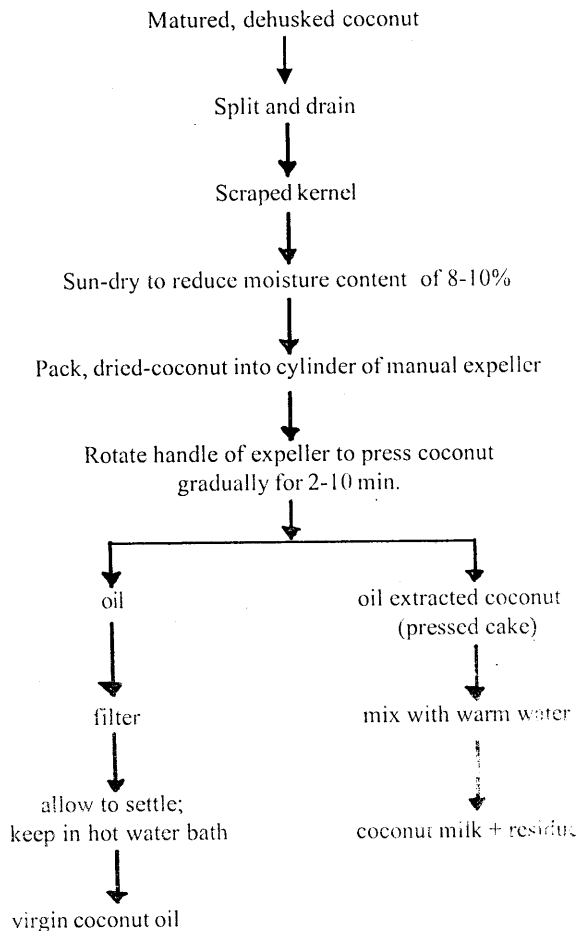 Matured, dehusked coconut
Split and drain
Scraped kernel
Sun-dry to reduce moisture content of 8-10%
Pack, dried-coconut into cylinder of manual expeller
Rotate handle of expeller to press coconut
gradually for 2-10 min.
oil
filter
allow to settle;
keep in hot water bath
virgin coconut oil
oil extracted coconut
(pressed cake)
mix with warm water
coconut milk + residue